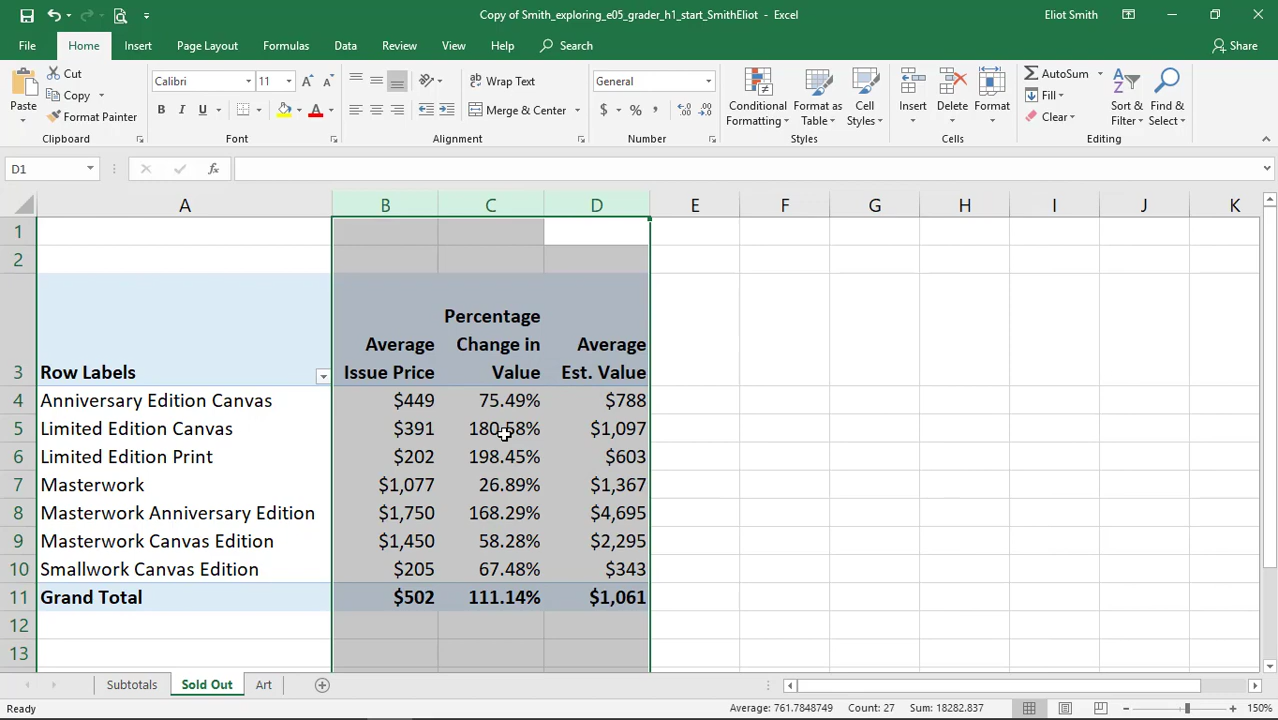 Copy of Smith_exploring_e05_grader_h1_start_SmithEliot - Excel
Eliot Smith
File Home Insert Page Layout Formulas Data Review View Help Search Share
Paste
Cut
Copy
Format Painter
Clipboard
Calibri 11
B I U A
Font
Wrap Text
Merge & Center
Alignment
General
$ % ,
Number
Conditional Formatting
Format as Table
Cell Styles
Styles
Insert
Delete
Format
Cells
AutoSum
Fill
Clear
Sort & Filter
Find & Select
Editing
D1 fx
A B C D E F G H I J K
1
2
3 Row Labels Average Issue Price Percentage Change in Value Average Est. Value
4 Anniversary Edition Canvas $449 75.49% $788
5 Limited Edition Canvas $391 180.58% $1,097
6 Limited Edition Print $202 198.45% $603
7 Masterwork $1,077 26.89% $1,367
8 Masterwork Anniversary Edition $1,750 168.29% $4,695
9 Masterwork Canvas Edition $1,450 58.28% $2,295
10 Smallwork Canvas Edition $205 67.48% $343
11 Grand Total $502 111.14% $1,061
12
13
Subtotals Sold Out Art
Ready Average: 761.7848749 Count: 27 Sum: 18282.837 150%